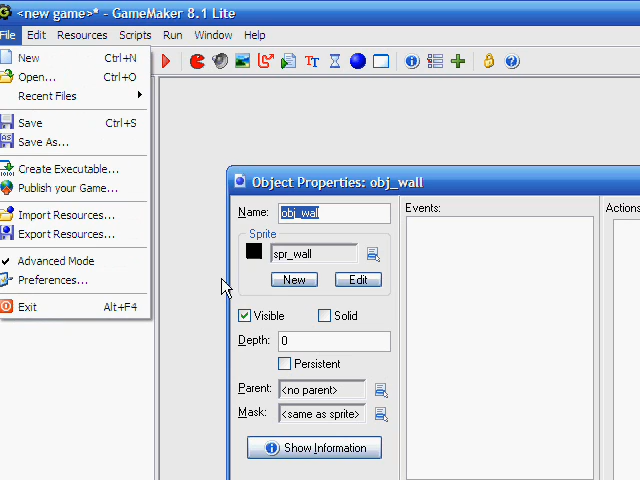 <new game>* - GameMaker 8.1 Lite
File Edit Resources Scripts Run Window Help
New Ctrl+N
Open... Ctrl+O
Recent Files
Save Ctrl+S
Save As...
Create Executable...
Publish your Game...
Import Resources...
Export Resources...
Advanced Mode
Preferences...
Exit Alt+F4
Object Properties: obj_wall
Name: obj_wall
Sprite
spr_wall
New Edit
Visible Solid
Depth: 0
Persistent
Parent: <no parent>
Mask: <same as sprite>
Show Information
Events:
Actions